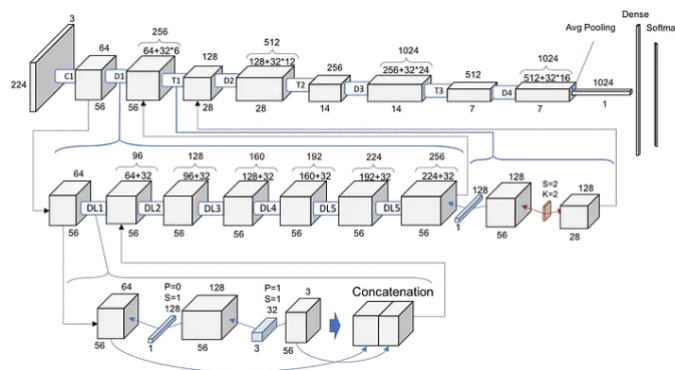 3
224
C1
64
56
D1
256
64+32*6
56
T1
128
28
D2
512
128+32*12
28
T2
256
14
D3
1024
256+32*24
14
T3
512
7
D4
1024
512+32*16
7
Avg Pooling
1024
1
Dense
Softma
64
56
DL1
96
64+32
56
DL2
128
96+32
56
DL3
160
128+32
56
DL4
192
160+32
56
DL5
224
192+32
56
DL5
256
224+32
56
128
1
128
56
S=2
K=2
128
28
64
56
P=0
S=1
128
1
128
56
P=1
S=1
32
3
3
56
Concatenation